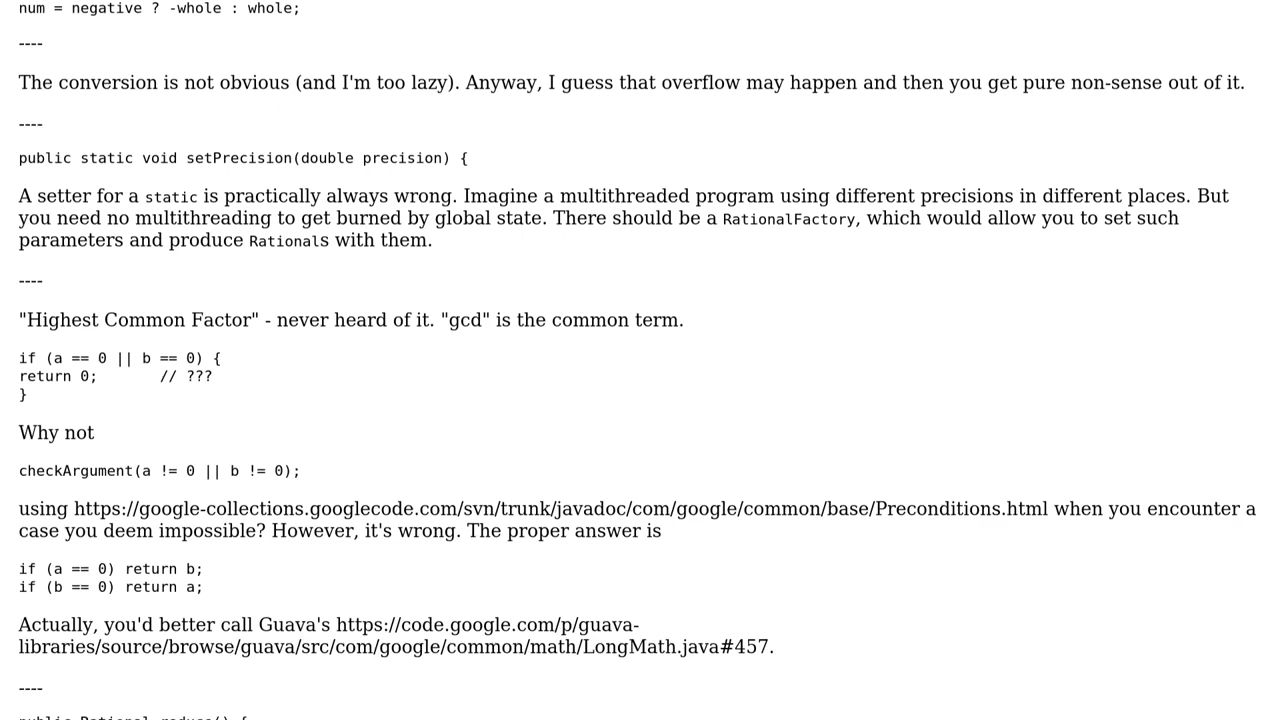 num = negative ? -whole : whole;
----
The conversion is not obvious (and I'm too lazy). Anyway, I guess that overflow may happen and then you get pure non-sense out of it.
----
public static void setPrecision(double precision) {
A setter for a static is practically always wrong. Imagine a multithreaded program using different precisions in different places. But
you need no multithreading to get burned by global state. There should be a RationalFactory, which would allow you to set such
parameters and produce Rationals with them.
----
"Highest Common Factor" - never heard of it. "gcd" is the common term.
if (a == 0 || b == 0) {
return 0;       // ???
}
Why not
checkArgument(a != 0 || b != 0);
using https://google-collections.googlecode.com/svn/trunk/javadoc/com/google/common/base/Preconditions.html when you encounter a
case you deem impossible? However, it's wrong. The proper answer is
if (a == 0) return b;
if (b == 0) return a;
Actually, you'd better call Guava's https://code.google.com/p/guava-
libraries/source/browse/guava/src/com/google/common/math/LongMath.java#457.
----
public Rational reduce() {